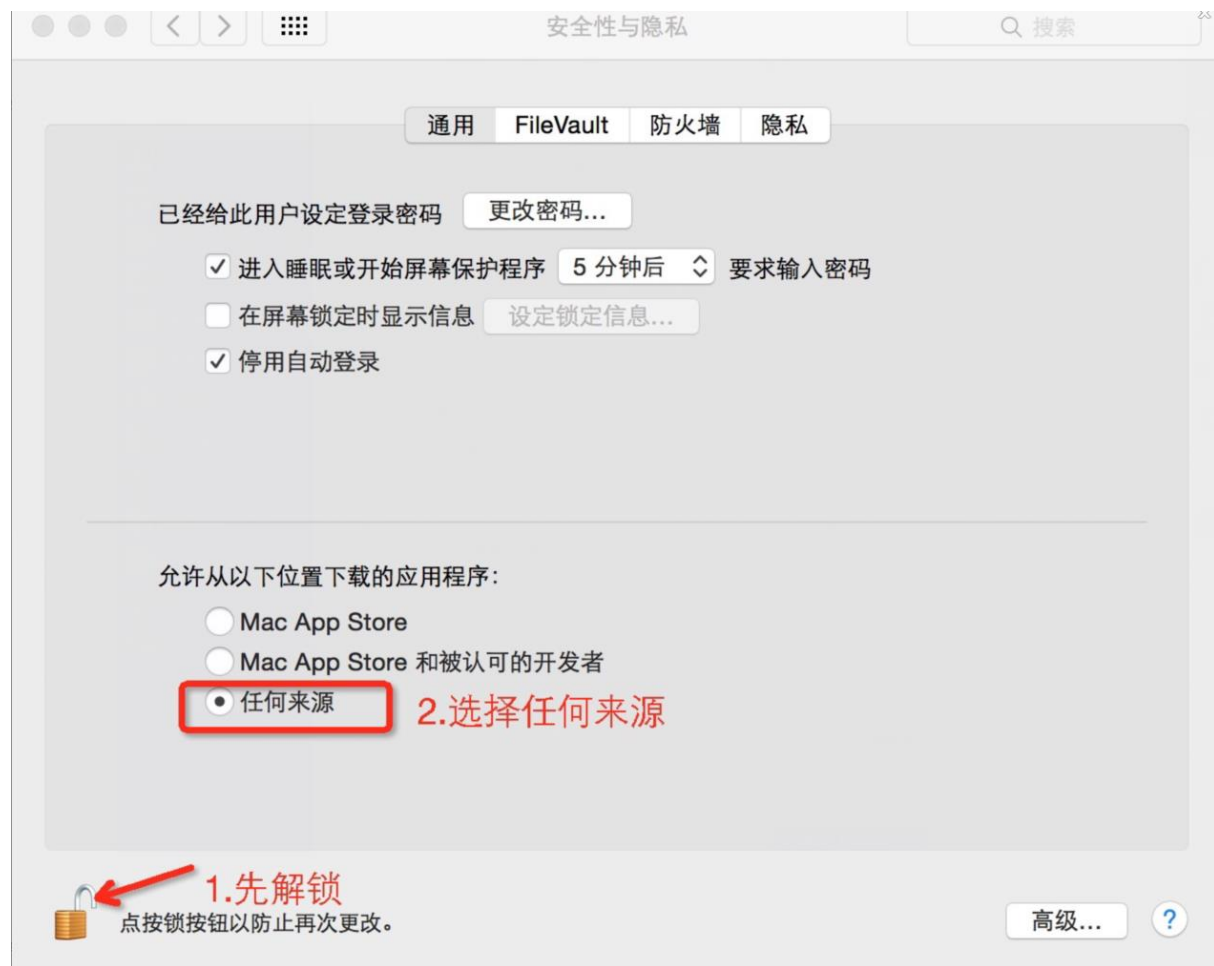 安全性与隐私
搜索
通用 FileVault 防火墙 隐私
已经给此用户设定登录密码 更改密码...
进入睡眠或开始屏幕保护程序 5 分钟后 要求输入密码
在屏幕锁定时显示信息 设定锁定信息...
停用自动登录
允许从以下位置下载的应用程序:
Mac App Store
Mac App Store 和被认可的开发者
任何来源
2.选择任何来源
1.先解锁
点按锁按钮以防止再次更改。
高级... ?